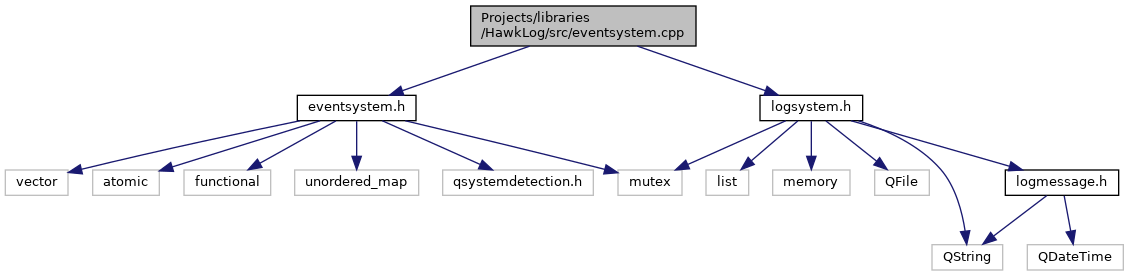 Projects/libraries
/HawkLog/src/eventsystem.cpp
eventsystem.h
logsystem.h
vector
atomic
functional
unordered_map
qsystemdetection.h
mutex
list
memory
QFile
logmessage.h
QString
QDateTime